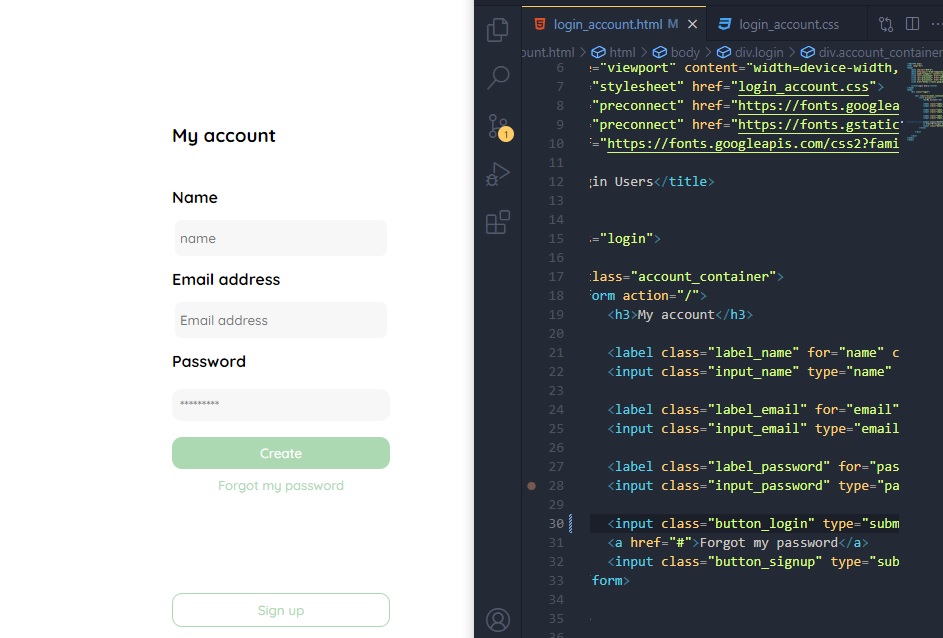 My account
Name
name
Email address
Email address
Password
*********
Create
Forgot my password
Sign up
1
login_account.html M
login_account.css
ount.html > html > body > div.login > div.account_container
6 ="viewport" content="width=device-width,
7 "stylesheet" href="login_account.css">
8 "preconnect" href="https://fonts.googlea
9 "preconnect" href="https://fonts.gstatic
10 ="https://fonts.googleapis.com/css2?fami
11
12 gin Users</title>
13
14
15 ="login">
16
17 lass="account_container">
18 orm action="/">
19 <h3>My account</h3>
20
21 <label class="label_name" for="name" c
22 <input class="input_name" type="name"
23
24 <label class="label_email" for="email"
25 <input class="input_email" type="email
26
27 <label class="label_password" for="pas
28 <input class="input_password" type="pa
29
30 <input class="button_login" type="subm
31 <a href="#">Forgot my password</a>
32 <input class="button_signup" type="sub
33 form>
34
35
36